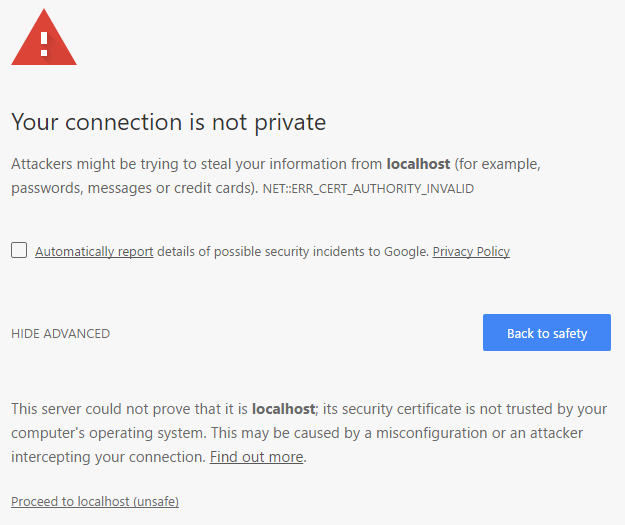 Your connection is not private
Attackers might be trying to steal your information from localhost (for example,
passwords, messages or credit cards). NET::ERR_CERT_AUTHORITY_INVALID
Automatically report details of possible security incidents to Google. Privacy Policy
HIDE ADVANCED
Back to safety
This server could not prove that it is localhost; its security certificate is not trusted by your
computer's operating system. This may be caused by a misconfiguration or an attacker
intercepting your connection. Find out more.
Proceed to localhost (unsafe)